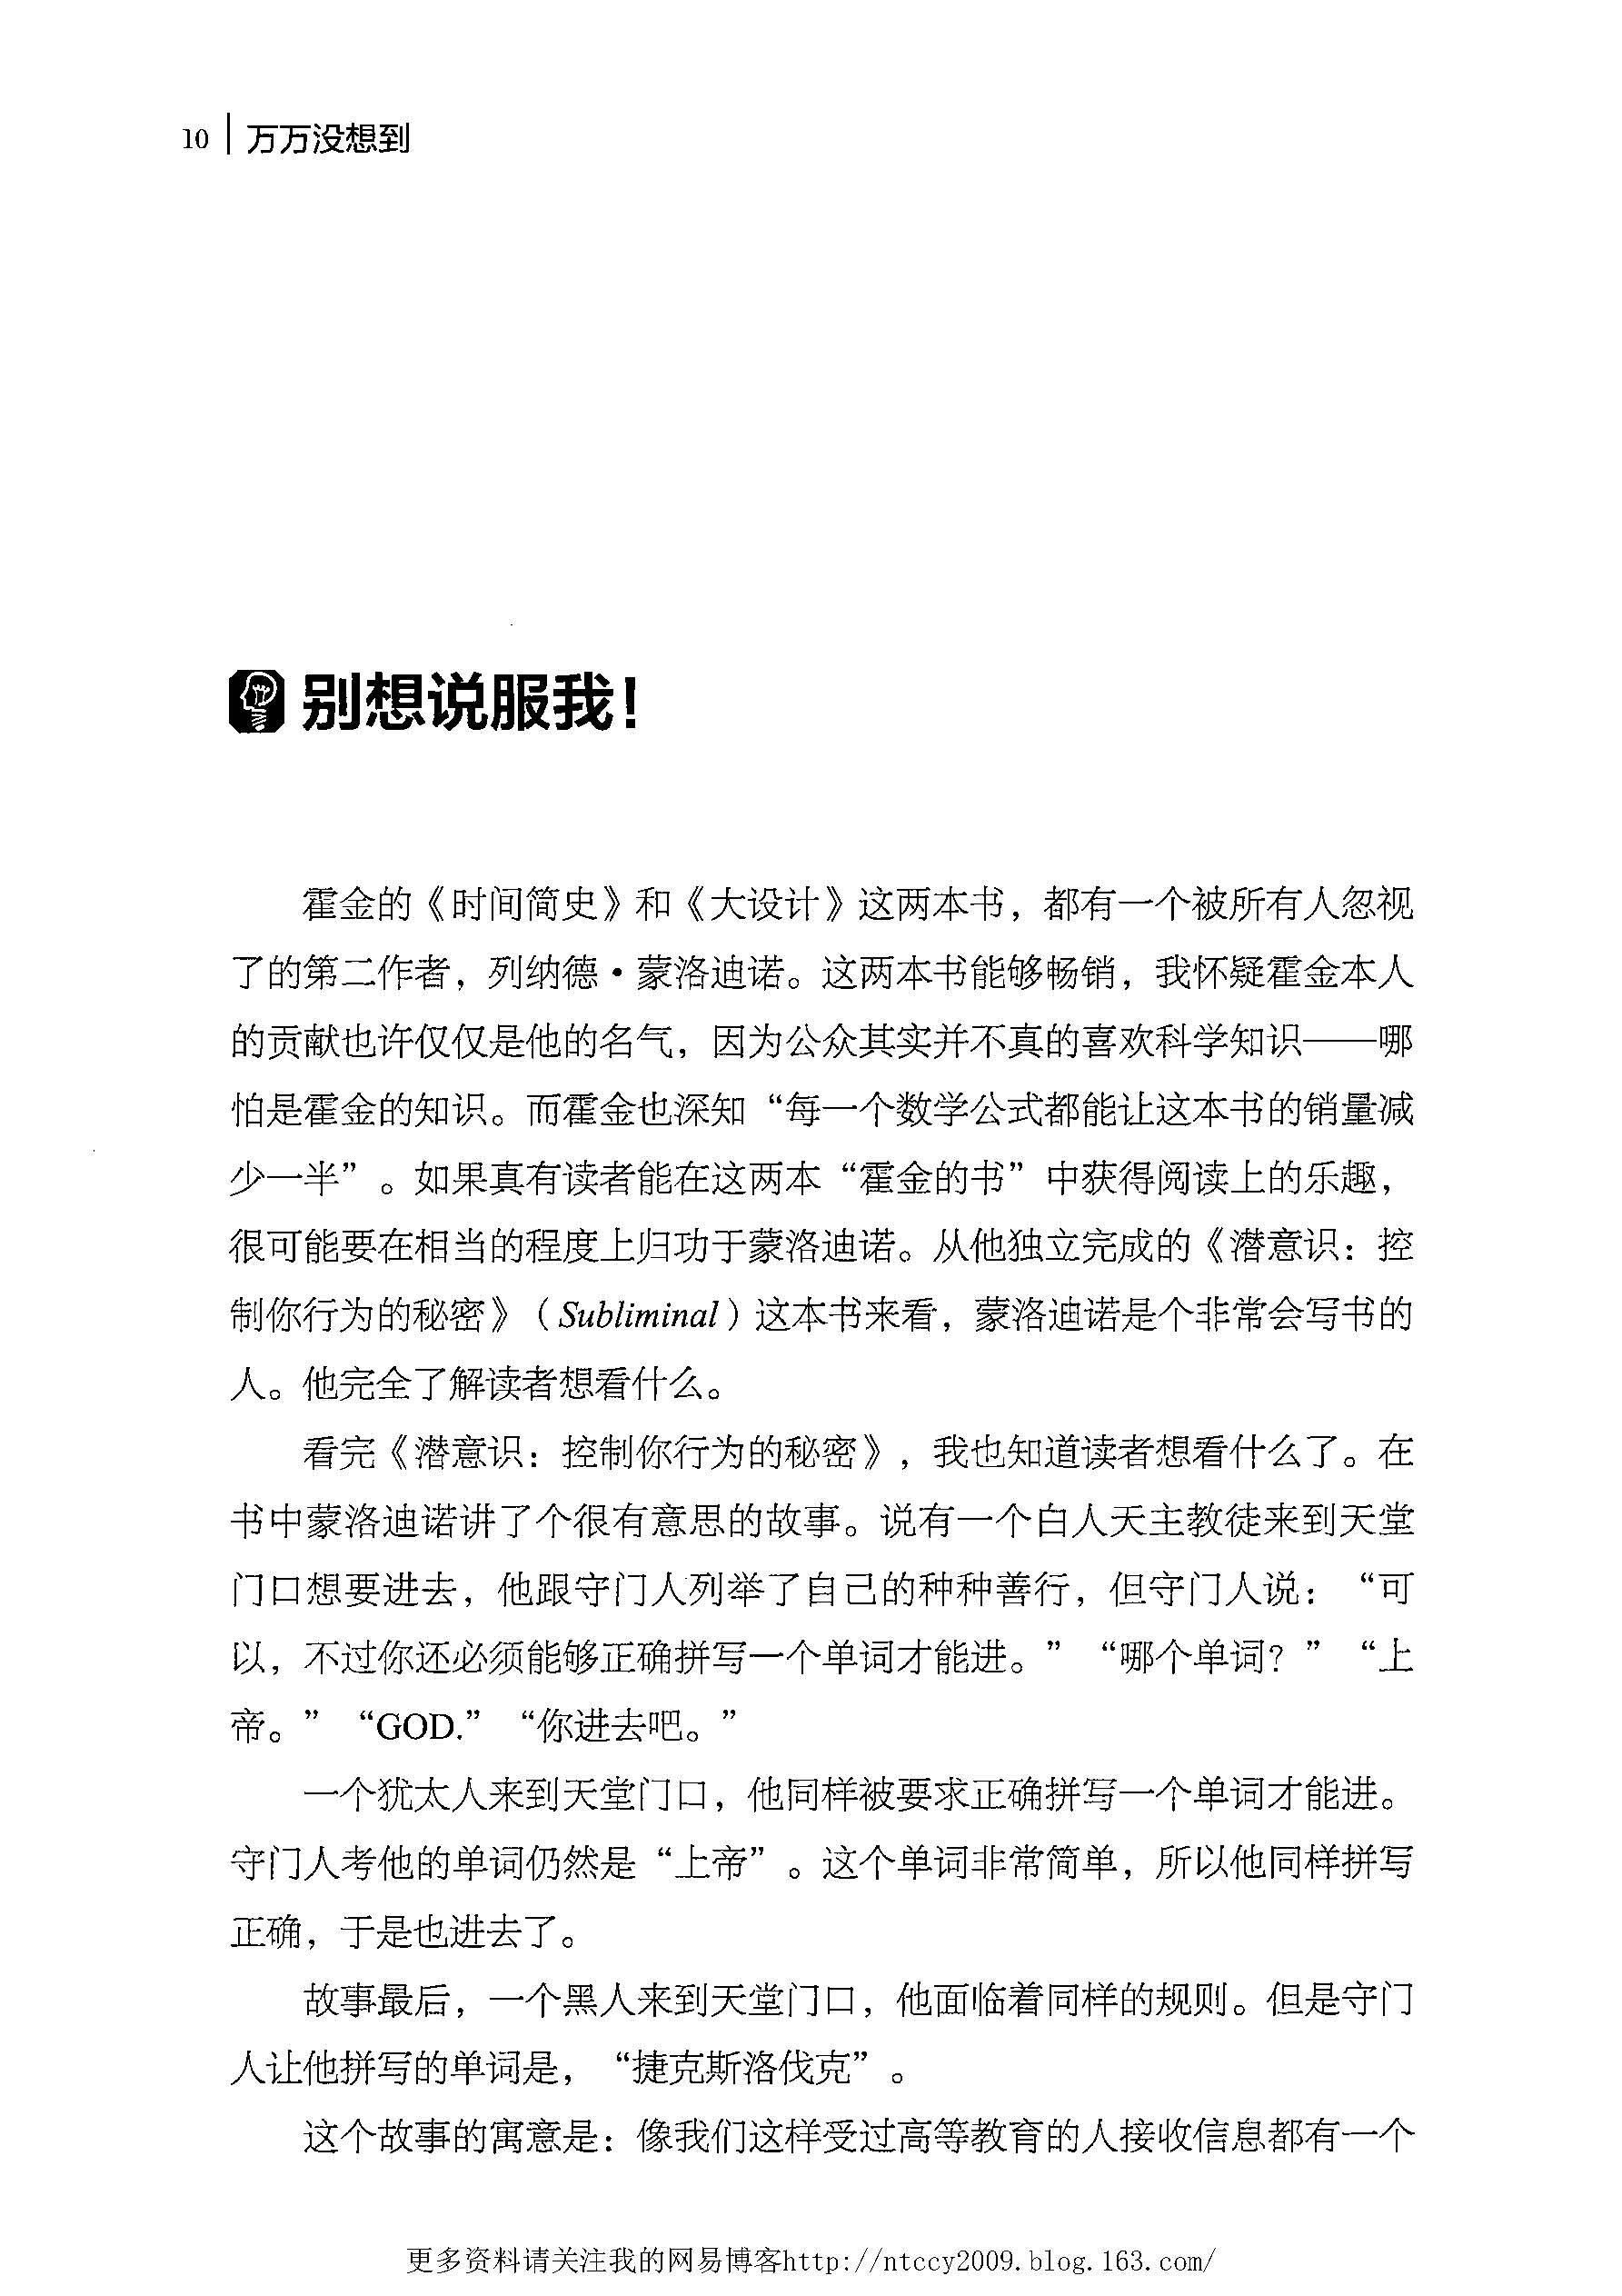 10 万万没想到
别想说服我！
霍金的《时间简史》和《大设计》这两本书，都有一个被所有人忽视
了的第二作者，列纳德·蒙洛迪诺。这两本书能够畅销，我怀疑霍金本人
的贡献也许仅仅是他的名气，因为公众其实并不真的喜欢科学知识——哪
怕是霍金的知识。而霍金也深知“每一个数学公式都能让这本书的销量减
少一半”。如果真有读者能在这两本“霍金的书”中获得阅读上的乐趣，
很可能要在相当的程度上归功于蒙洛迪诺。从他独立完成的《潜意识：控
制你行为的秘密》（Subliminal）这本书来看，蒙洛迪诺是个非常会写书的
人。他完全了解读者想看什么。
看完《潜意识：控制你行为的秘密》，我也知道读者想看什么了。在
书中蒙洛迪诺讲了个很有意思的故事。说有一个白人天主教徒来到天堂
门口想要进去，他跟守门人列举了自己的种种善行，但守门人说：“可
以，不过你还必须能够正确拼写一个单词才能进。”“哪个单词？”“上
帝。”“GOD.”“你进去吧。”
一个犹太人来到天堂门口，他同样被要求正确拼写一个单词才能进。
守门人考他的单词仍然是“上帝”。这个单词非常简单，所以他同样拼写
正确，于是也进去了。
故事最后，一个黑人来到天堂门口，他面临着同样的规则。但是守门
人让他拼写的单词是，“捷克斯洛伐克”。
这个故事的寓意是：像我们这样受过高等教育的人接收信息都有一个
更多资料请关注我的网易博客http://ntccy2009.blog.163.com/